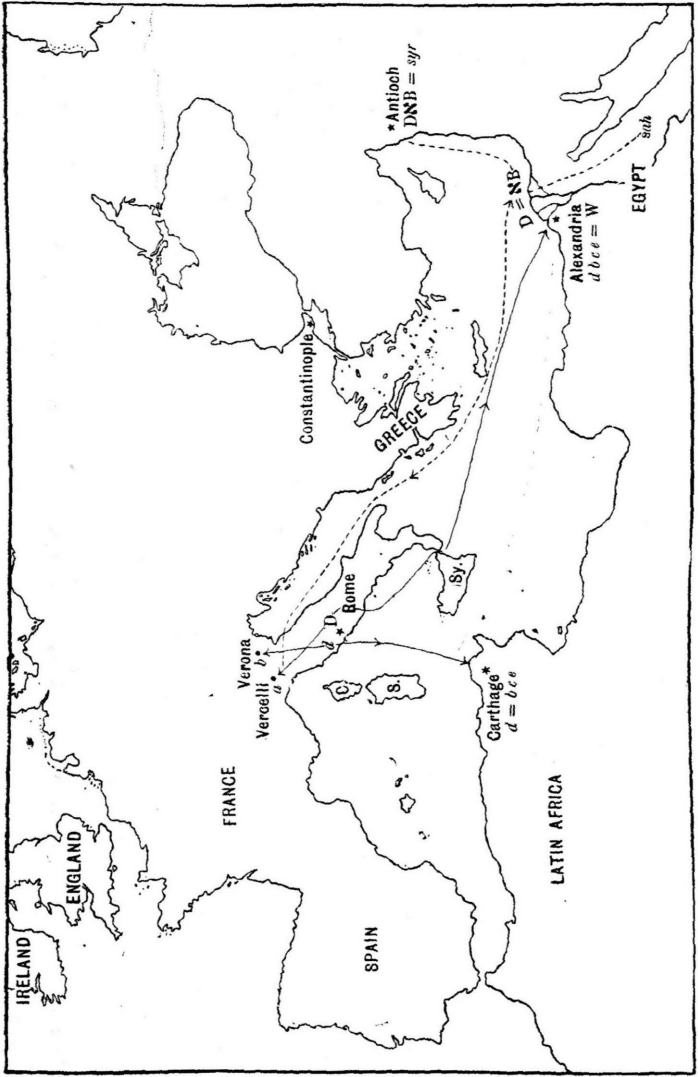 IRELAND
ENGLAND
FRANCE
SPAIN
Verona
b
Vercelli
a
d D
Rome
C.
S.
Sy.
Constantinople
GREECE
Antioch
DאB = syr
D = אB
sah
EGYPT
Alexandria
d b c e = W
Carthage
d = b c e
LATIN AFRICA